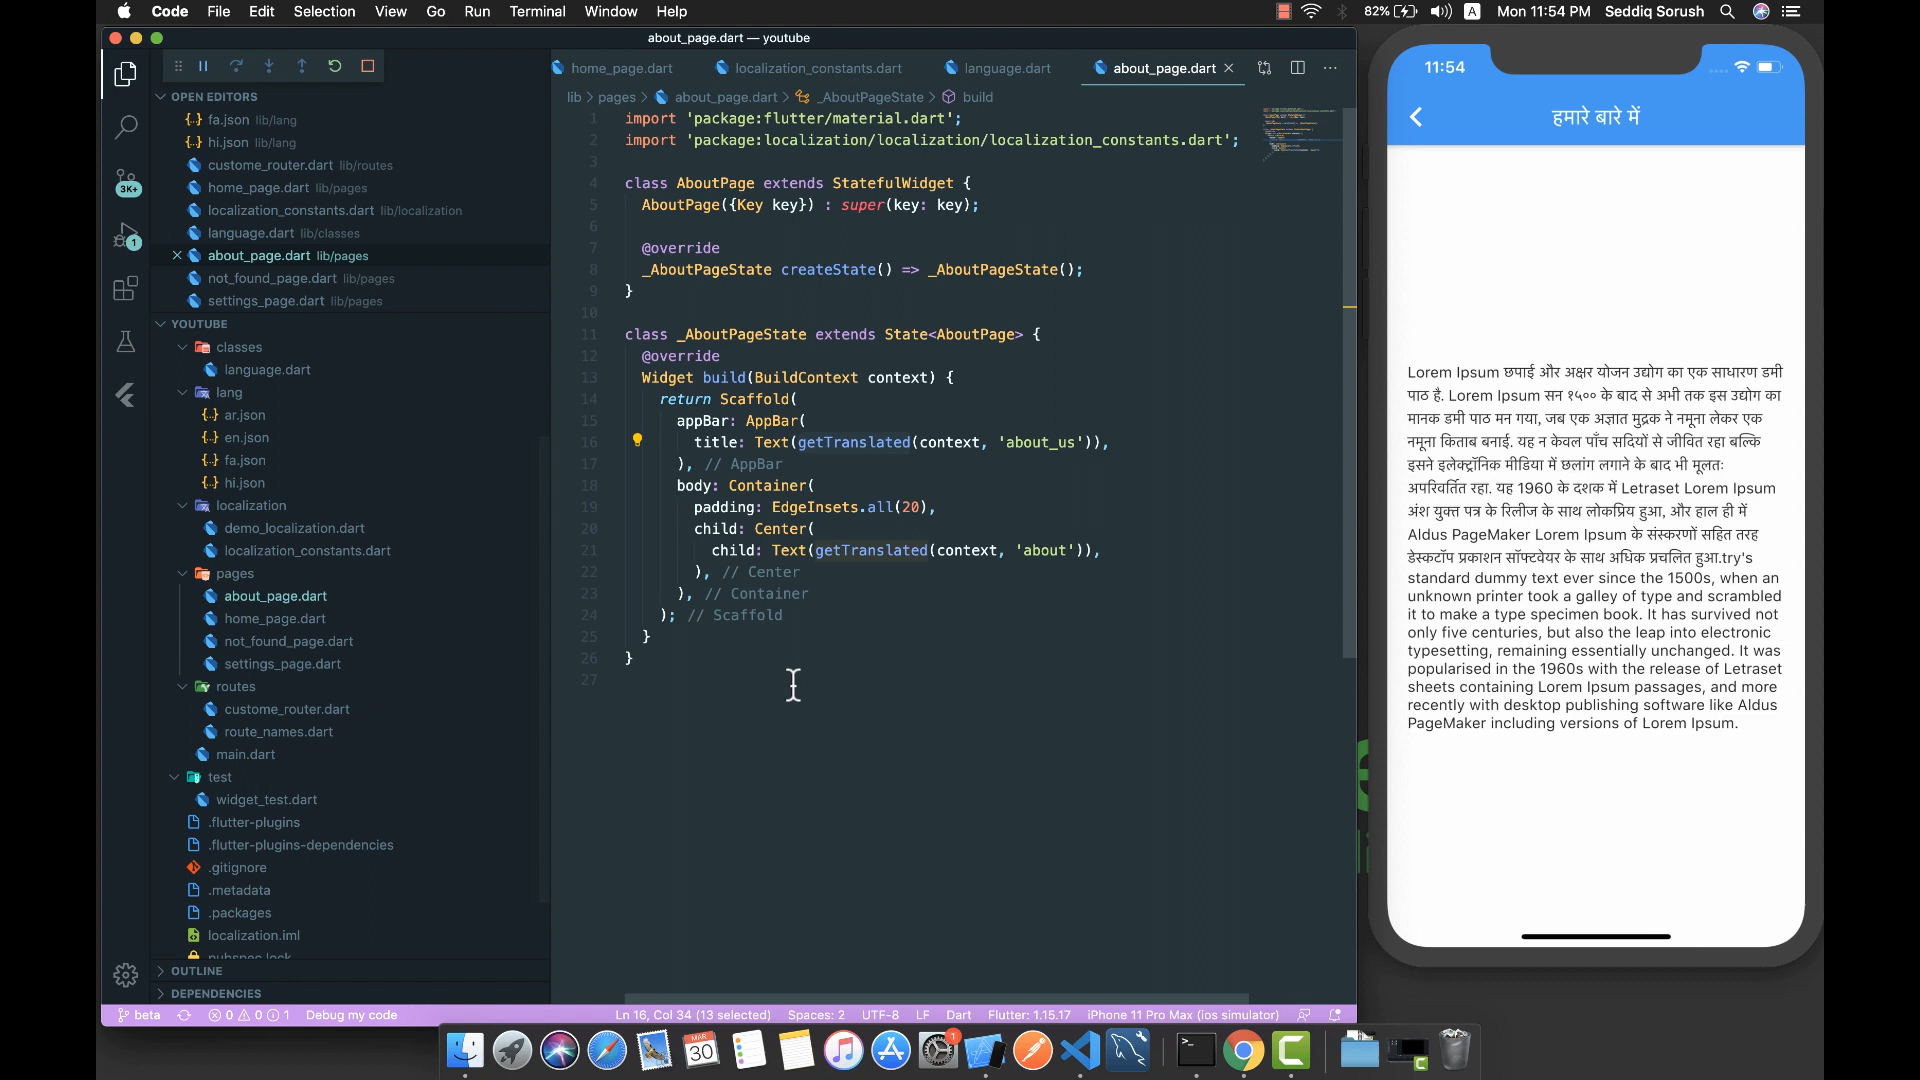 Code File Edit Selection View Go Run Terminal Window Help
82% A Mon 11:54 PM Seddiq Sorush
about_page.dart — youtube
OPEN EDITORS
{..} fa.json lib/lang
{..} hi.json lib/lang
custome_router.dart lib/routes
home_page.dart lib/pages
localization_constants.dart lib/localization
language.dart lib/classes
about_page.dart lib/pages
not_found_page.dart lib/pages
settings_page.dart lib/pages
3K+
1
YOUTUBE
classes
language.dart
lang
{..} ar.json
{..} en.json
{..} fa.json
{..} hi.json
localization
demo_localization.dart
localization_constants.dart
pages
about_page.dart
home_page.dart
not_found_page.dart
settings_page.dart
routes
custome_router.dart
route_names.dart
main.dart
test
widget_test.dart
.flutter-plugins
.flutter-plugins-dependencies
.gitignore
.metadata
.packages
localization.iml
pubspec.lock
OUTLINE
DEPENDENCIES
home_page.dart localization_constants.dart language.dart about_page.dart
lib > pages > about_page.dart > _AboutPageState > build
1 import 'package:flutter/material.dart';
2 import 'package:localization/localization/localization_constants.dart';
3
4 class AboutPage extends StatefulWidget {
5 AboutPage({Key key}) : super(key: key);
6
7 @override
8 _AboutPageState createState() => _AboutPageState();
9 }
10
11 class _AboutPageState extends State<AboutPage> {
12 @override
13 Widget build(BuildContext context) {
14 return Scaffold(
15 appBar: AppBar(
16 title: Text(getTranslated(context, 'about_us')),
17 ), // AppBar
18 body: Container(
19 padding: EdgeInsets.all(20),
20 child: Center(
21 child: Text(getTranslated(context, 'about')),
22 ), // Center
23 ), // Container
24 ); // Scaffold
25 }
26 }
27
beta 0 0 1 Debug my code Ln 16, Col 34 (13 selected) Spaces: 2 UTF-8 LF Dart Flutter: 1.15.17 iPhone 11 Pro Max (ios simulator)
MAR
30
1
11:54
हमारे बारे में
Lorem Ipsum छपाई और अक्षर योजन उद्योग का एक साधारण डमी
पाठ है. Lorem Ipsum सन १५०० के बाद से अभी तक इस उद्योग का
मानक डमी पाठ मन गया, जब एक अज्ञात मुद्रक ने नमूना लेकर एक
नमूना किताब बनाई. यह न केवल पाँच सदियों से जीवित रहा बल्कि
इसने इलेक्ट्रॉनिक मीडिया में छलांग लगाने के बाद भी मूलतः
अपरिवर्तित रहा. यह 1960 के दशक में Letraset Lorem Ipsum
अंश युक्त पत्र के रिलीज के साथ लोकप्रिय हुआ, और हाल ही में
Aldus PageMaker Lorem Ipsum के संस्करणों सहित तरह
डेस्कटॉप प्रकाशन सॉफ्टवेयर के साथ अधिक प्रचलित हुआ.try's
standard dummy text ever since the 1500s, when an
unknown printer took a galley of type and scrambled
it to make a type specimen book. It has survived not
only five centuries, but also the leap into electronic
typesetting, remaining essentially unchanged. It was
popularised in the 1960s with the release of Letraset
sheets containing Lorem Ipsum passages, and more
recently with desktop publishing software like Aldus
PageMaker including versions of Lorem Ipsum.